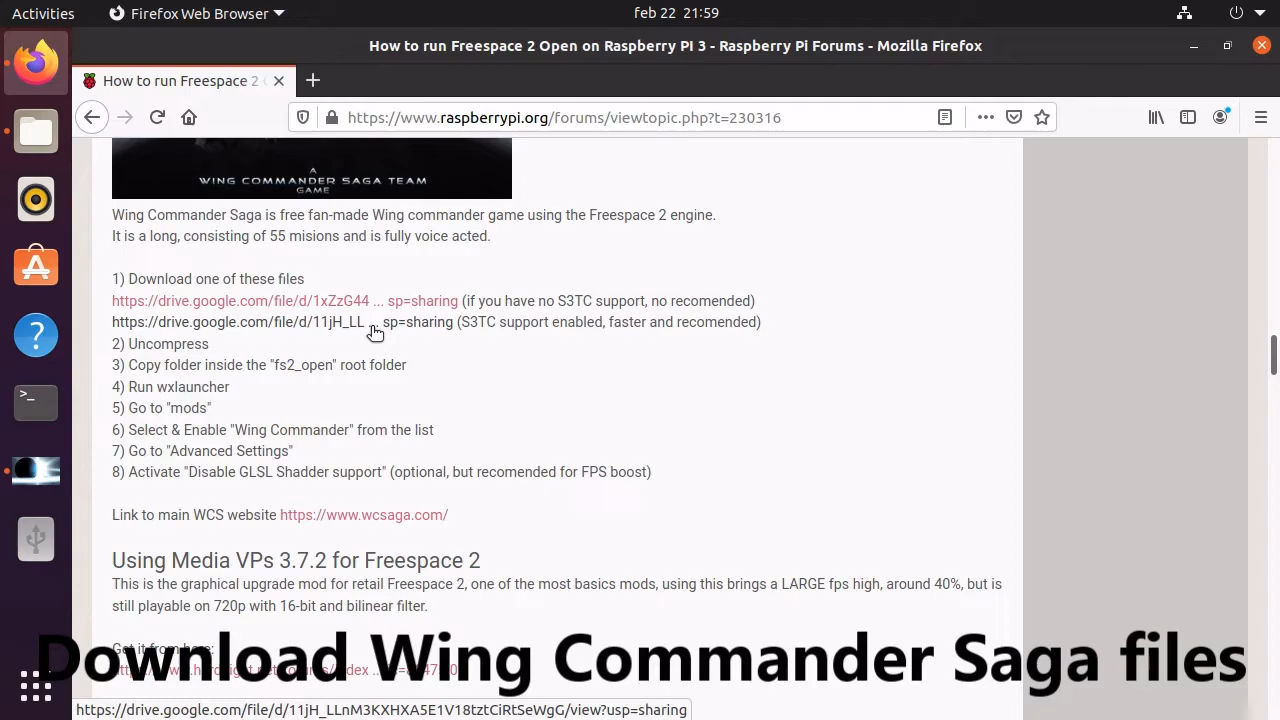 Activities
Firefox Web Browser
feb 22  21:59
How to run Freespace 2 Open on Raspberry PI 3 - Raspberry Pi Forums - Mozilla Firefox
How to run Freespace 2
https://www.raspberrypi.org/forums/viewtopic.php?t=230316
A
WING COMMANDER SAGA TEAM
GAME
Wing Commander Saga is free fan-made Wing commander game using the Freespace 2 engine.
It is a long, consisting of 55 misions and is fully voice acted.
1) Download one of these files
https://drive.google.com/file/d/1xZzG44 ... sp=sharing (if you have no S3TC support, no recomended)
https://drive.google.com/file/d/11jH_LL ... sp=sharing (S3TC support enabled, faster and recomended)
2) Uncompress
3) Copy folder inside the "fs2_open" root folder
4) Run wxlauncher
5) Go to "mods"
6) Select & Enable "Wing Commander" from the list
7) Go to "Advanced Settings"
8) Activate "Disable GLSL Shadder support" (optional, but recomended for FPS boost)
Link to main WCS website https://www.wcsaga.com/
Using Media VPs 3.7.2 for Freespace 2
This is the graphical upgrade mod for retail Freespace 2, one of the most basics mods, using this brings a LARGE fps high, around 40%, but is
still playable on 720p with 16-bit and bilinear filter.
Get it from here:
Download Wing Commander Saga files
https://drive.google.com/file/d/11jH_LLnM3KXHXA5E1V18tztCiRtSeWgG/view?usp=sharing